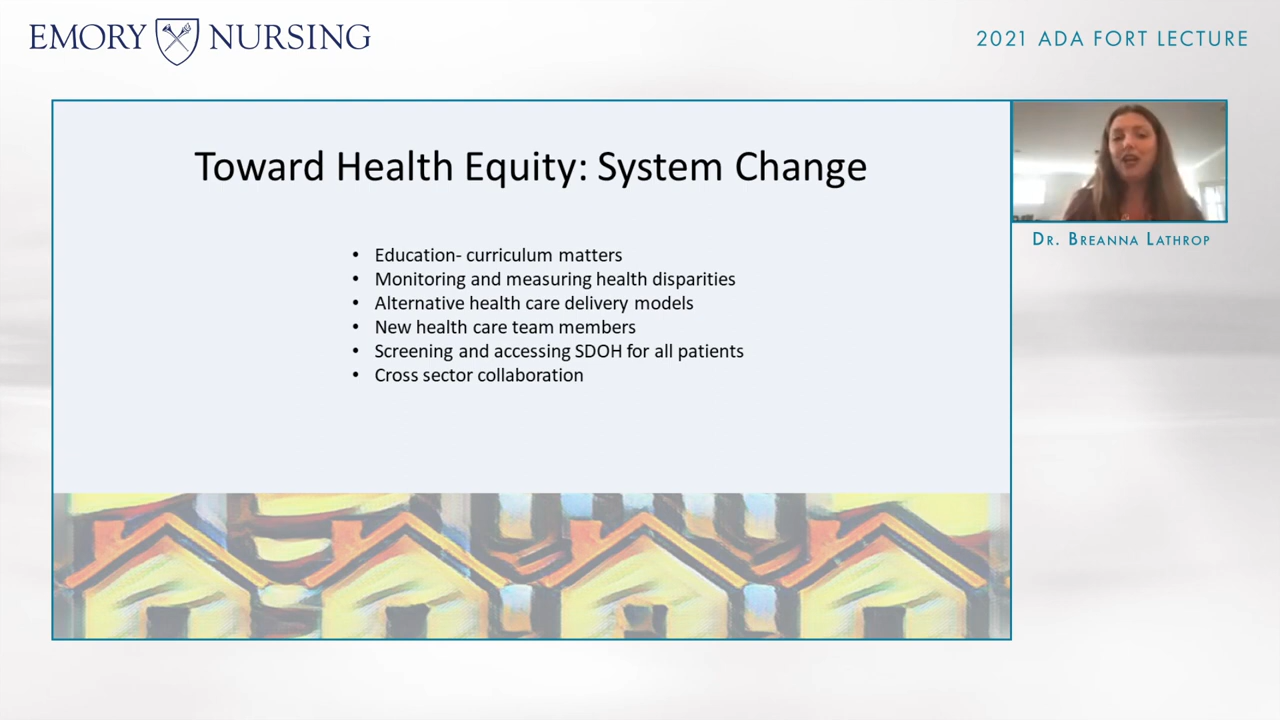 EMORY NURSING
2021 ADA FORT LECTURE
Toward Health Equity: System Change
• Education- curriculum matters
• Monitoring and measuring health disparities
• Alternative health care delivery models
• New health care team members
• Screening and accessing SDOH for all patients
• Cross sector collaboration
DR. BREANNA LATHROP